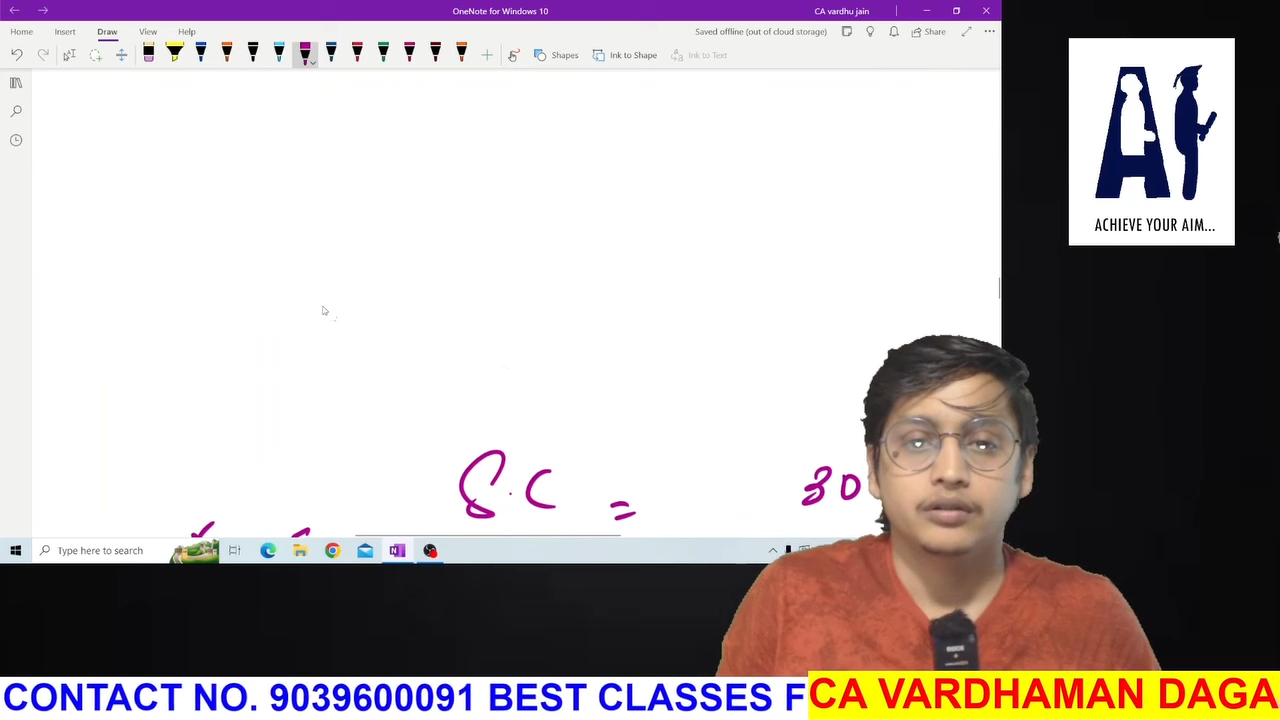 OneNote for Windows 10
CA vardhu jain
Home Insert Draw View Help
Saved offline (out of cloud storage)
Share
Shapes
Ink to Shape
Ink to Text
ACHIEVE YOUR AIM...
S.C = 30
Type here to search
CONTACT NO. 9039600091 BEST CLASSES F
CA VARDHAMAN DAGA